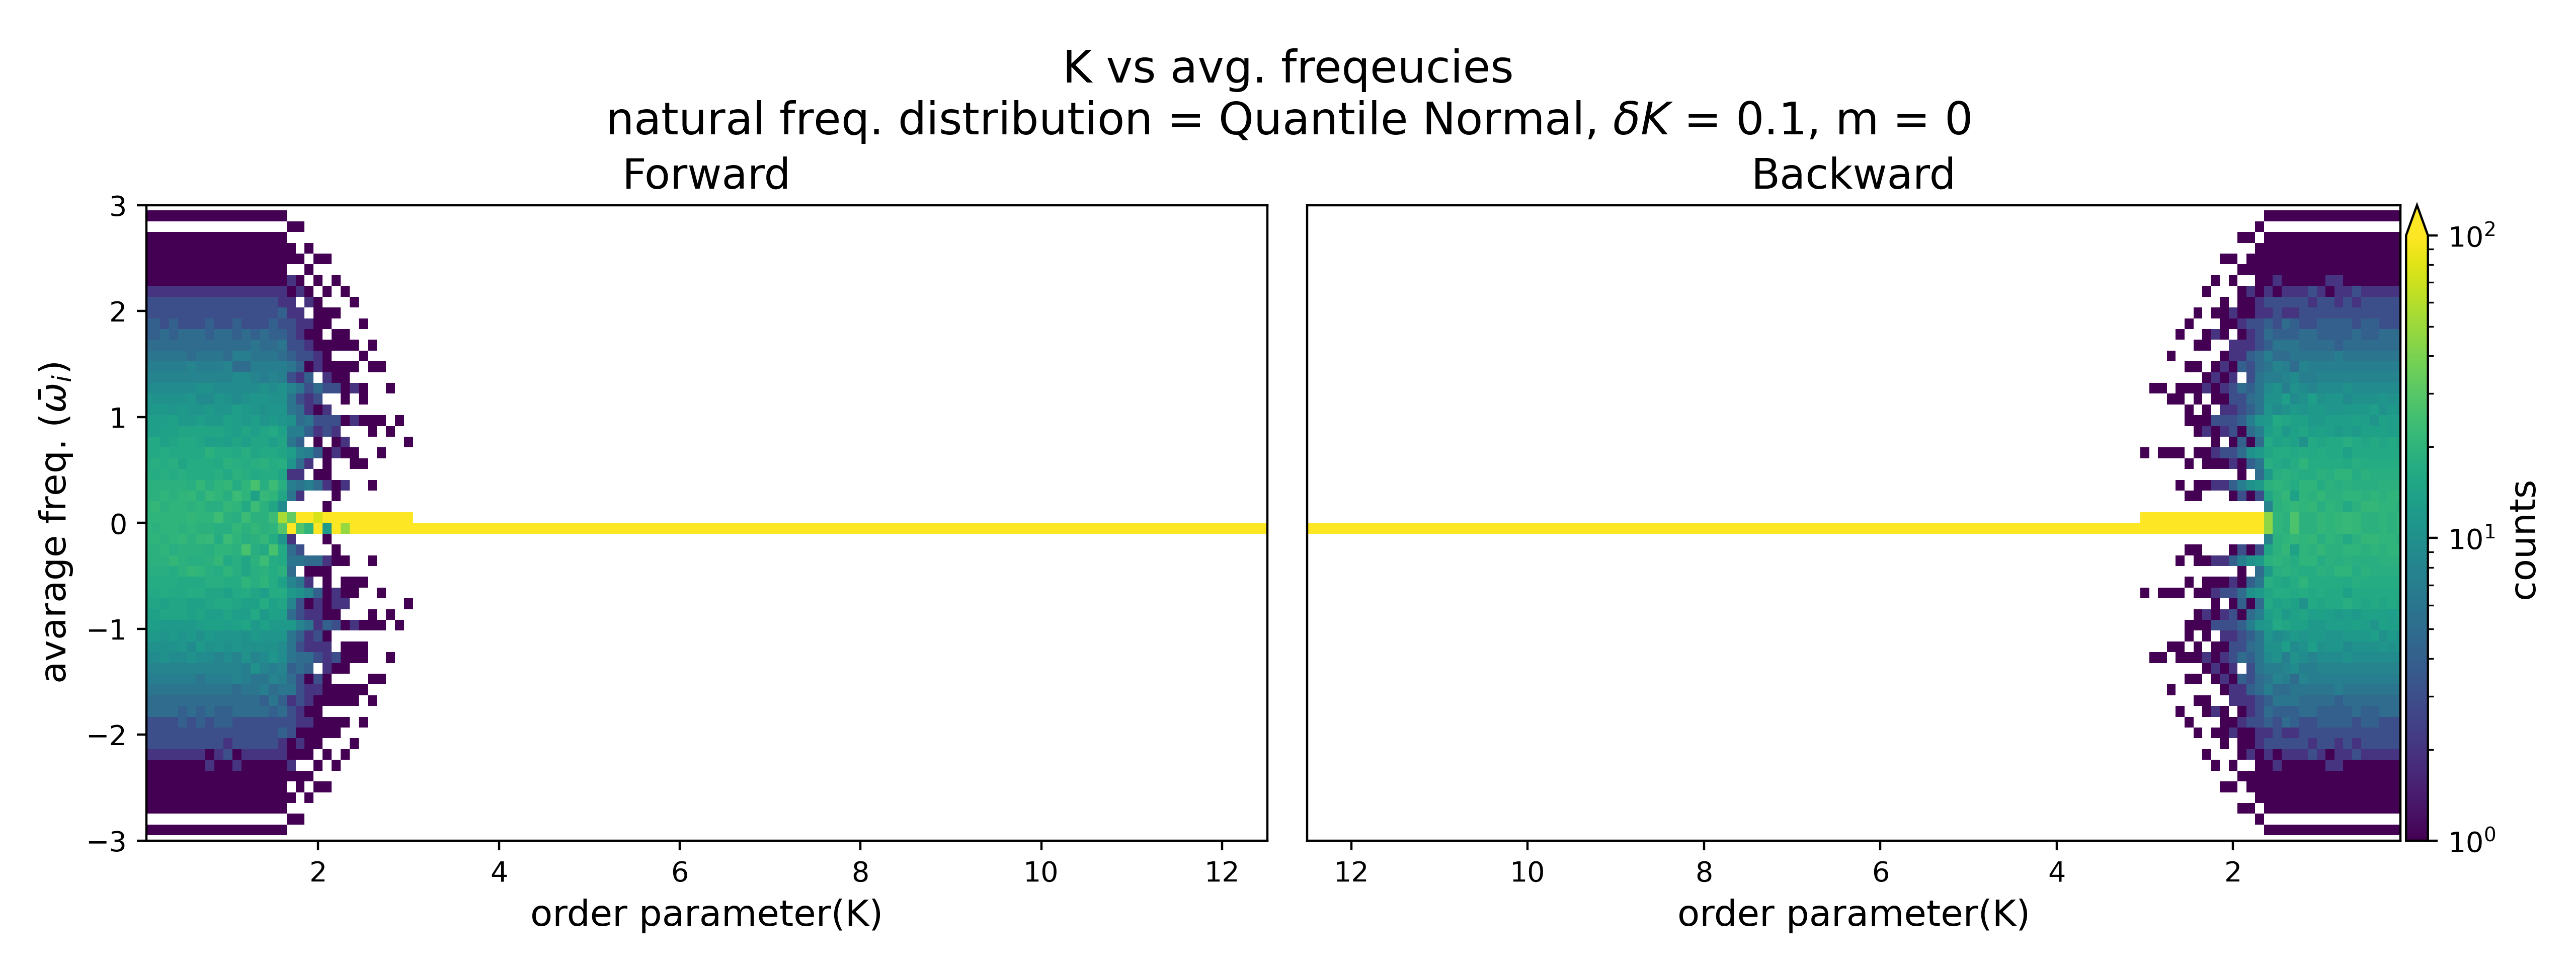 K vs avg. freqeucies
natural freq. distribution = Quantile Normal, δK = 0.1, m = 0
Forward
Backward
3
2
1
0
−1
−2
−3
avarage freq. (ω̄ᵢ)
2
4
6
8
10
12
order parameter(K)
12
10
8
6
4
2
order parameter(K)
10²
10¹
10⁰
counts